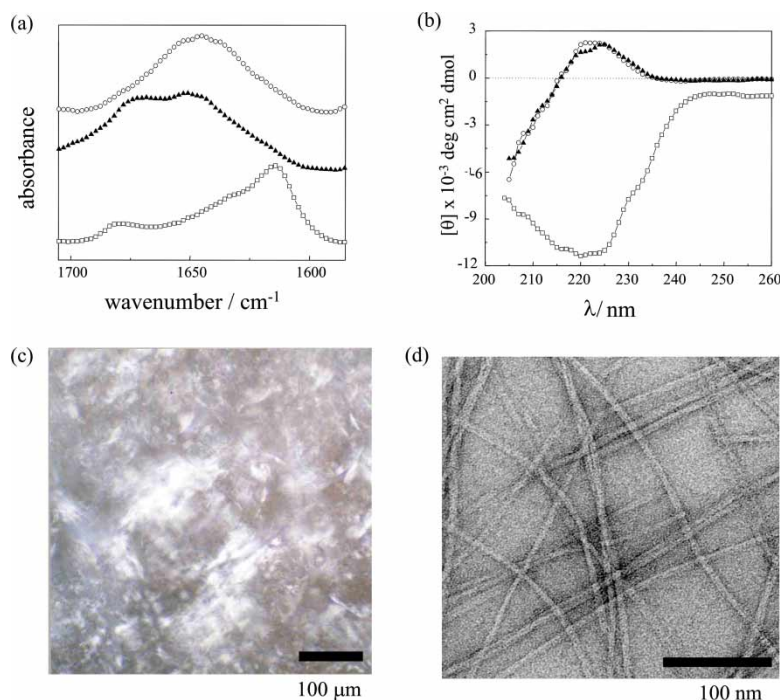 (a)
absorbance
1700
1650
1600
wavenumber / cm⁻¹
(b)
[θ] x 10⁻³ deg cm² dmol
3
0
-3
-6
-9
-12
200
210
220
230
240
250
260
λ/ nm
(c)
100 μm
(d)
100 nm